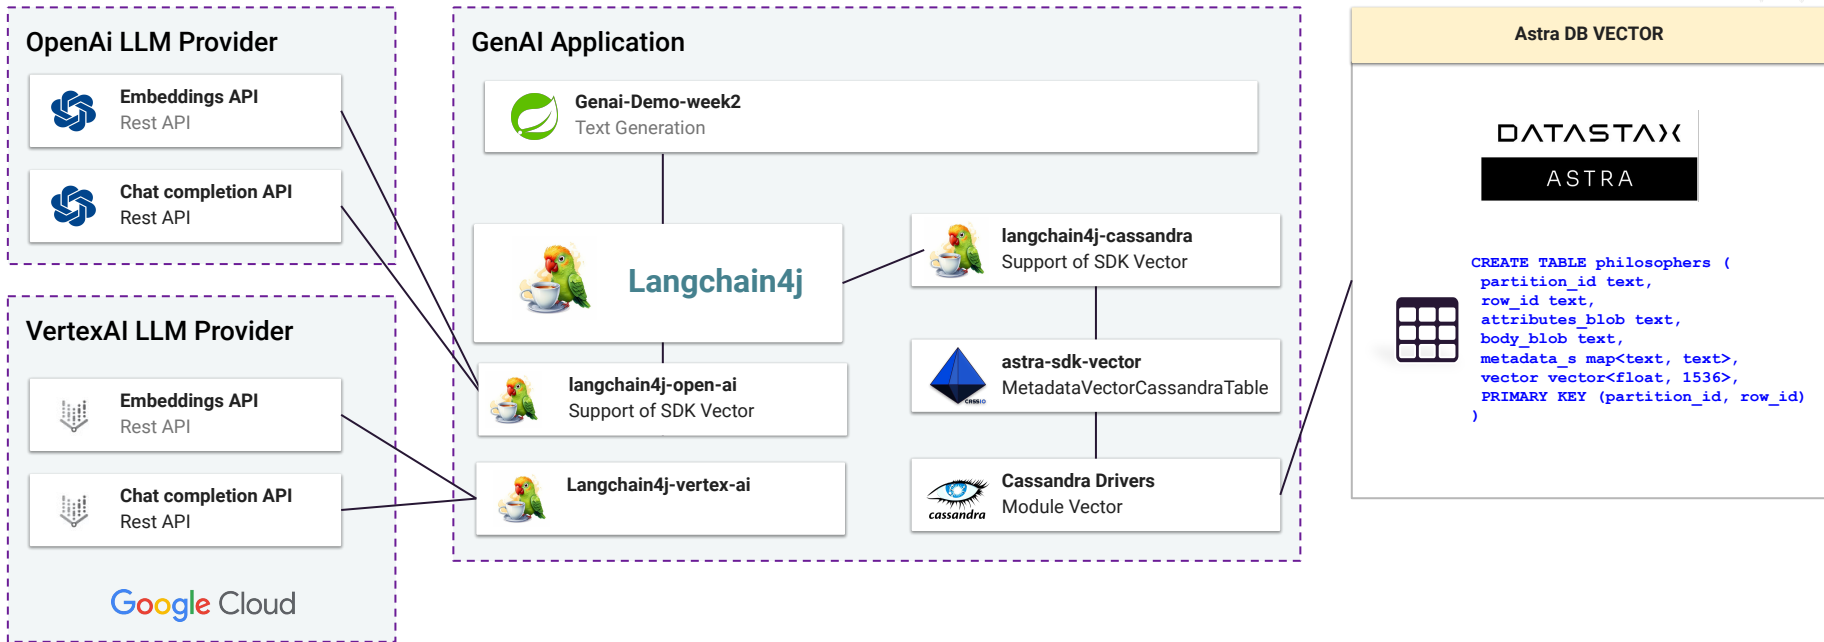 OpenAi LLM Provider
Embeddings API
Rest API
Chat completion API
Rest API
VertexAI LLM Provider
Embeddings API
Rest API
Chat completion API
Rest API
Google Cloud
GenAI Application
Genai-Demo-week2
Text Generation
Langchain4j
langchain4j-open-ai
Support of SDK Vector
Langchain4j-vertex-ai
langchain4j-cassandra
Support of SDK Vector
CASSIO
astra-sdk-vector
MetadataVectorCassandraTable
cassandra
Cassandra Drivers
Module Vector
Astra DB VECTOR
DATASTAX
ASTRA
CREATE TABLE philosophers (
partition_id text,
row_id text,
attributes_blob text,
body_blob text,
metadata_s map<text, text>,
vector vector<float, 1536>,
PRIMARY KEY (partition_id, row_id)
)